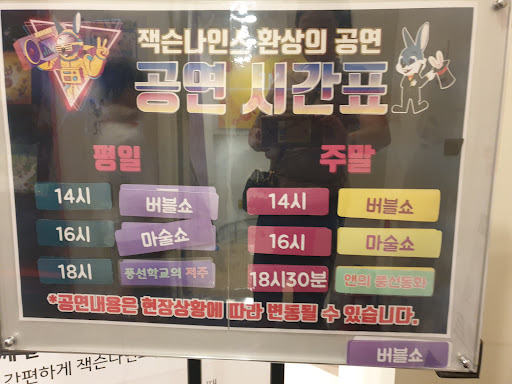 잭슨나인스 환상의 공연
공연 시간표
평일 주말
14시 버블쇼 14시 버블쇼
16시 마술쇼 16시 마술쇼
18시 풍선학교의 저주 18시30분 앤의 풍선동화
*공연내용은 현장상황에 따라 변동될 수 있습니다.
버블쇼
간편하게 잭슨나인스